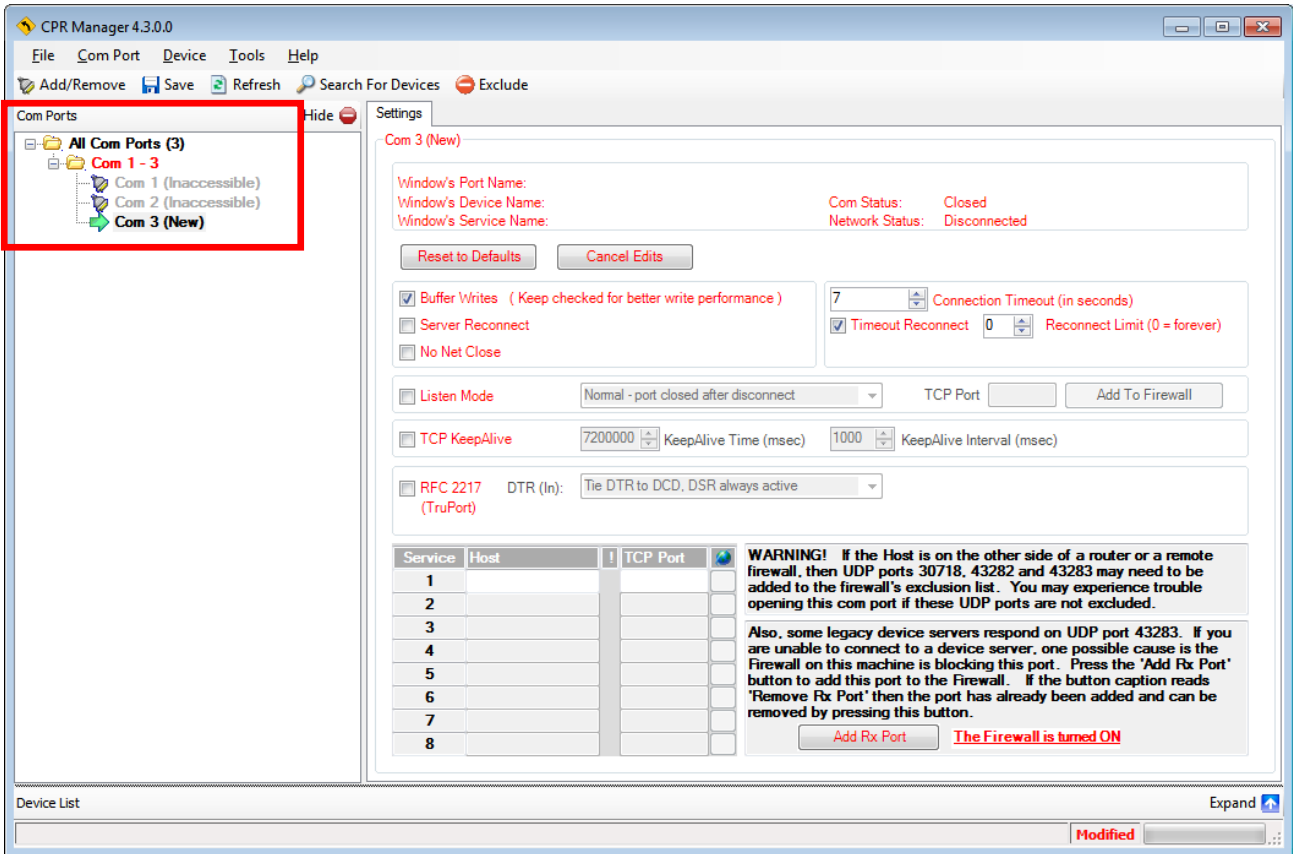 CPR Manager 4.3.0.0
File Com Port Device Tools Help
Add/Remove Save Refresh Search For Devices Exclude
Com Ports Hide
All Com Ports (3)
Com 1 - 3
Com 1 (Inaccessible)
Com 2 (Inaccessible)
Com 3 (New)
Settings
Com 3 (New)
Window's Port Name:
Window's Device Name: Com Status: Closed
Window's Service Name: Network Status: Disconnected
Reset to Defaults Cancel Edits
Buffer Writes ( Keep checked for better write performance )
Server Reconnect
No Net Close
7 Connection Timeout (in seconds)
Timeout Reconnect 0 Reconnect Limit (0 = forever)
Listen Mode Normal - port closed after disconnect TCP Port Add To Firewall
TCP KeepAlive 7200000 KeepAlive Time (msec) 1000 KeepAlive Interval (msec)
RFC 2217 DTR (In): Tie DTR to DCD, DSR always active
(TruPort)
Service Host ! TCP Port
1
2
3
4
5
6
7
8
WARNING! If the Host is on the other side of a router or a remote
firewall, then UDP ports 30718, 43282 and 43283 may need to be
added to the firewall's exclusion list. You may experience trouble
opening this com port if these UDP ports are not excluded.
Also, some legacy device servers respond on UDP port 43283. If you
are unable to connect to a device server, one possible cause is the
Firewall on this machine is blocking this port. Press the 'Add Rx Port'
button to add this port to the Firewall. If the button caption reads
'Remove Rx Port' then the port has already been added and can be
removed by pressing this button.
Add Rx Port The Firewall is turned ON
Device List Expand
Modified